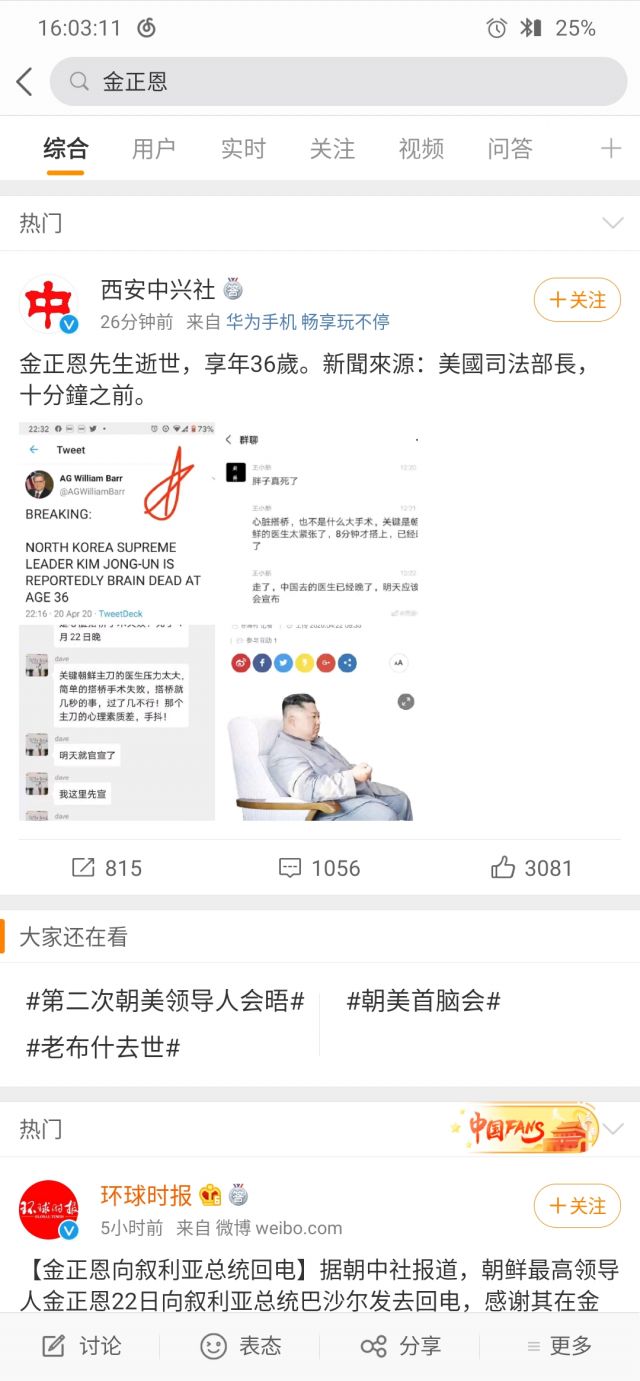 16:03:11
25%
金正恩
综合 用户 实时 关注 视频 问答
热门
西安中兴社
26分钟前 来自 华为手机 畅享玩不停
+关注
金正恩先生逝世，享年36歲。新聞來源：美國司法部長，
十分鐘之前。
22:32
73%
Tweet
AG William Barr
@AGWilliamBarr
BREAKING:
NORTH KOREA SUPREME
LEADER KIM JONG-UN IS
REPORTEDLY BRAIN DEAD AT
AGE 36
22:16 · 20 Apr 20 · TweetDeck
群聊
王小新
12:20
胖子真死了
王小新
12:21
心脏搭桥，也不是什么大手术，关键是朝
鲜的医生太紧张了，8分钟才搭上，已经
了
王小新
12:22
走了，中国去的医生已经晚了，明天应该
会宣布
月 22 日晚
dave
关键朝鲜主刀的医生压力太大，
简单的搭桥手术失败，搭桥就
几秒的事，过了几不行！那个
主刀的心理素质差，手抖！
dave
明天就官宣了
dave
我这里先宣
dave
参与互动 1
AA
815 1056 3081
大家还在看
#第二次朝美领导人会晤# #朝美首脑会#
#老布什去世#
热门
中国FANS
环球时报
GLOBAL TIMES
环球时报
5小时前 来自 微博 weibo.com
+关注
【金正恩向叙利亚总统回电】据朝中社报道，朝鲜最高领导
人金正恩22日向叙利亚总统巴沙尔发去回电，感谢其在金
讨论 表态 分享 更多